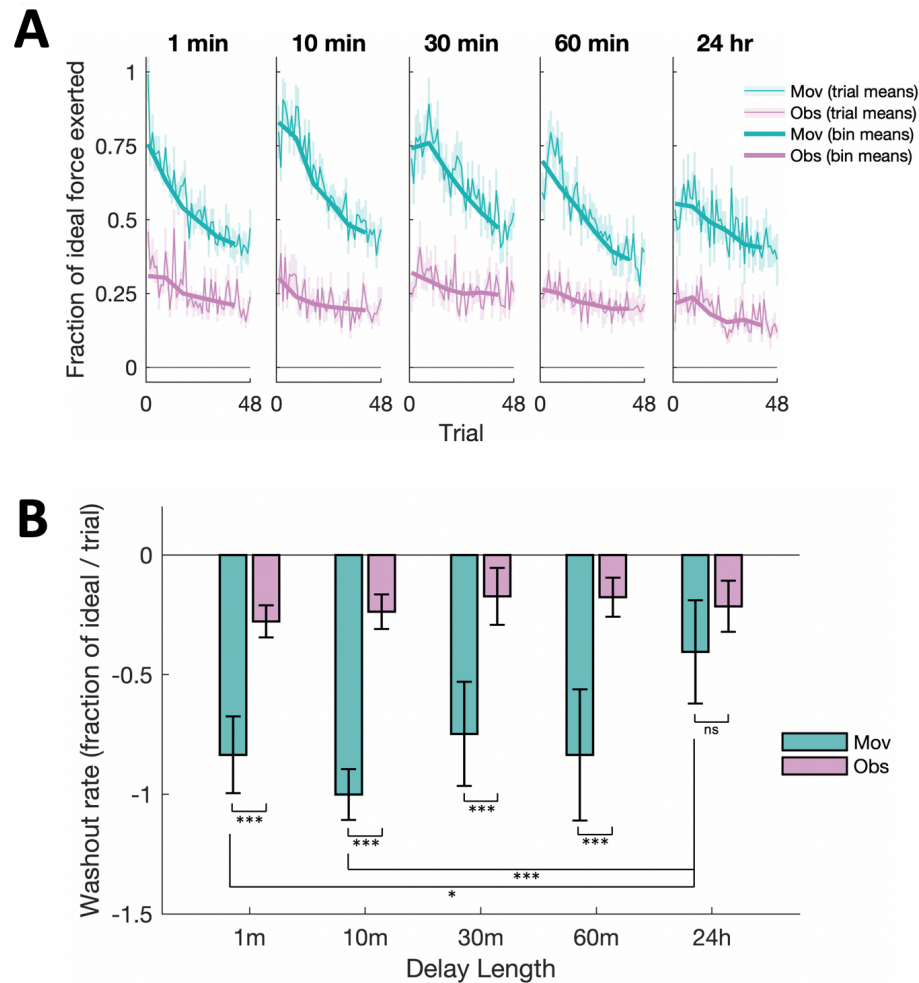 A
1 min 10 min 30 min 60 min 24 hr
Fraction of ideal force exerted
1
0.75
0.5
0.25
0
0 48 0 48 0 48 0 48 0 48
Trial
Mov (trial means)
Obs (trial means)
Mov (bin means)
Obs (bin means)
B
Washout rate (fraction of ideal / trial)
0
-0.5
-1
-1.5
***
***
***
***
ns
***
*
Mov
Obs
1m 10m 30m 60m 24h
Delay Length